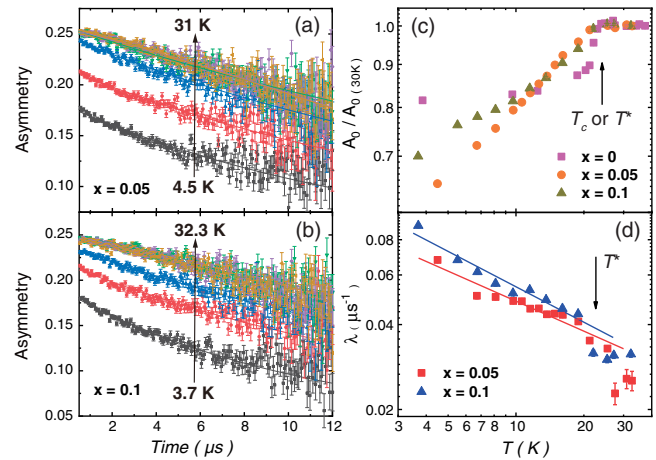 (a)
31 K
0.25
0.20
0.15
0.10
Asymmetry
x = 0.05
4.5 K
(b)
32.3 K
0.25
0.20
0.15
0.10
0.05
Asymmetry
x = 0.1
3.7 K
2 4 6 8 10 12
Time ( μs )
(c)
1.0
0.9
0.8
0.7
A0 / A0 (30K)
Tc or T*
x = 0
x = 0.05
x = 0.1
(d)
0.08
0.06
0.04
0.02
λ ( μs-1 )
T*
x = 0.05
x = 0.1
3 4 5 6 7 8 10 20 30 40
T ( K )